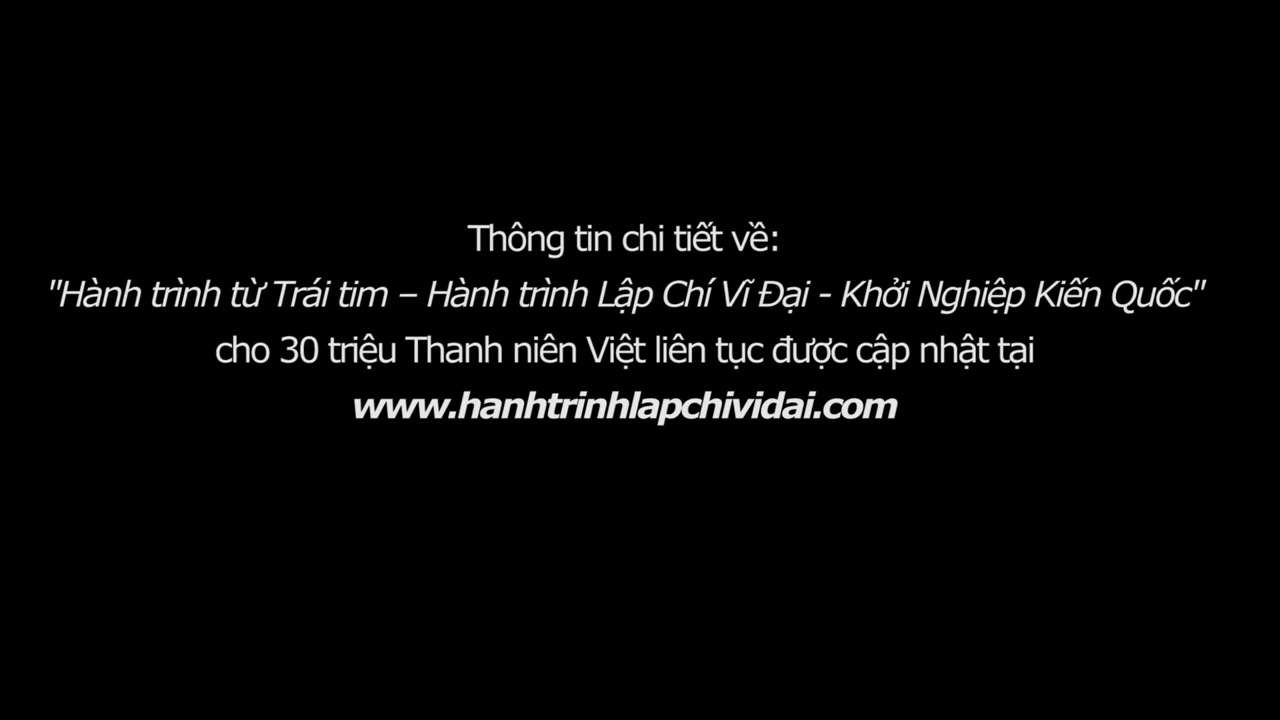 Thông tin chi tiết về:
"Hành trình từ Trái tim – Hành trình Lập Chí Vĩ Đại - Khởi Nghiệp Kiến Quốc"
cho 30 triệu Thanh niên Việt liên tục được cập nhật tại
www.hanhtrinhlapchividai.com